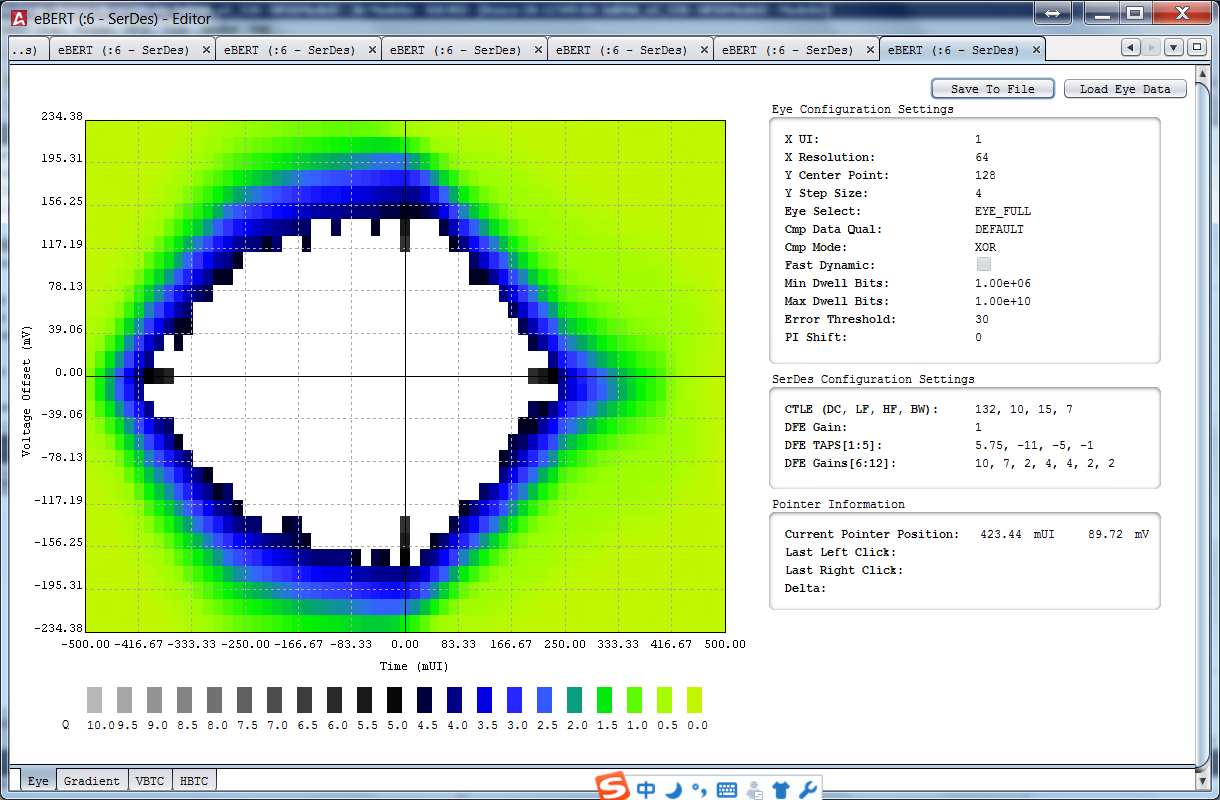 eBERT (:6 - SerDes) - Editor
..s) eBERT (:6 - SerDes) eBERT (:6 - SerDes) eBERT (:6 - SerDes) eBERT (:6 - SerDes) eBERT (:6 - SerDes) eBERT (:6 - SerDes)
Save To File Load Eye Data
Eye Configuration Settings
X UI: 1
X Resolution: 64
Y Center Point: 128
Y Step Size: 4
Eye Select: EYE_FULL
Cmp Data Qual: DEFAULT
Cmp Mode: XOR
Fast Dynamic:
Min Dwell Bits: 1.00e+06
Max Dwell Bits: 1.00e+10
Error Threshold: 30
PI Shift: 0
SerDes Configuration Settings
CTLE (DC, LF, HF, BW): 132, 10, 15, 7
DFE Gain: 1
DFE TAPS[1:5]: 5.75, -11, -5, -1
DFE Gains[6:12]: 10, 7, 2, 4, 4, 2, 2
Pointer Information
Current Pointer Position: 423.44 mUI 89.72 mV
Last Left Click:
Last Right Click:
Delta:
234.38
195.31
156.25
117.19
78.13
39.06
0.00
-39.06
-78.13
-117.19
-156.25
-195.31
-234.38
Voltage Offset (mV)
-500.00 -416.67 -333.33 -250.00 -166.67 -83.33 0.00 83.33 166.67 250.00 333.33 416.67 500.00
Time (mUI)
Q 10.0 9.5 9.0 8.5 8.0 7.5 7.0 6.5 6.0 5.5 5.0 4.5 4.0 3.5 3.0 2.5 2.0 1.5 1.0 0.5 0.0
Eye Gradient VBTC HBTC
中